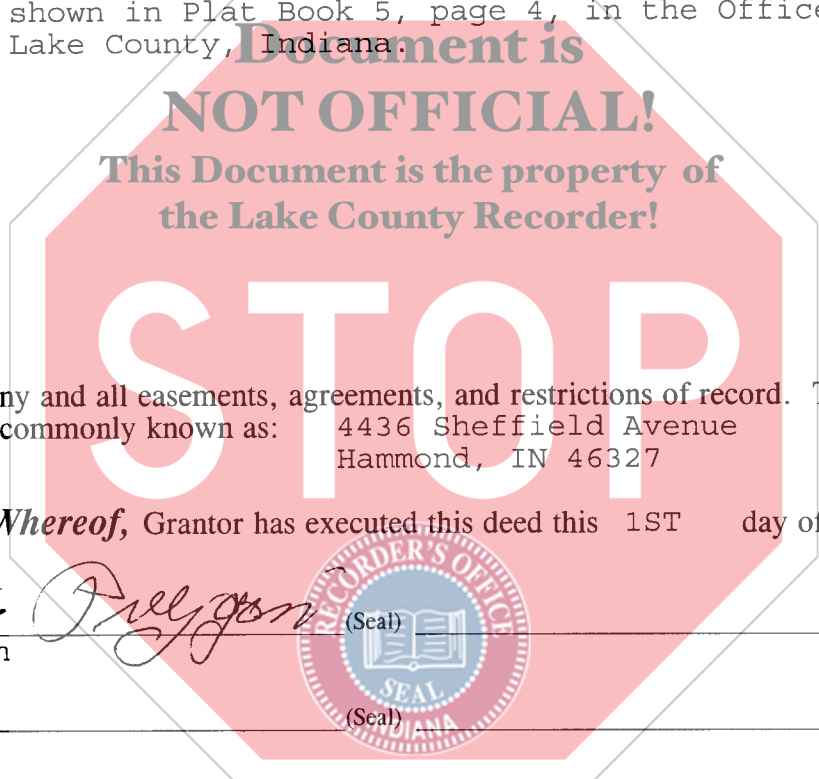 shown in Plat Book 5, page 4, in the Office
Lake County, Indiana.
Document is
NOT OFFICIAL!
This Document is the property of
the Lake County Recorder!
STOP
ny and all easements, agreements, and restrictions of record. T
commonly known as: 4436 Sheffield Avenue
Hammond, IN 46327
Whereof, Grantor has executed this deed this 1ST day of
(Seal)
n
(Seal)
RECORDER'S OFFICE
SEAL
INDIANA